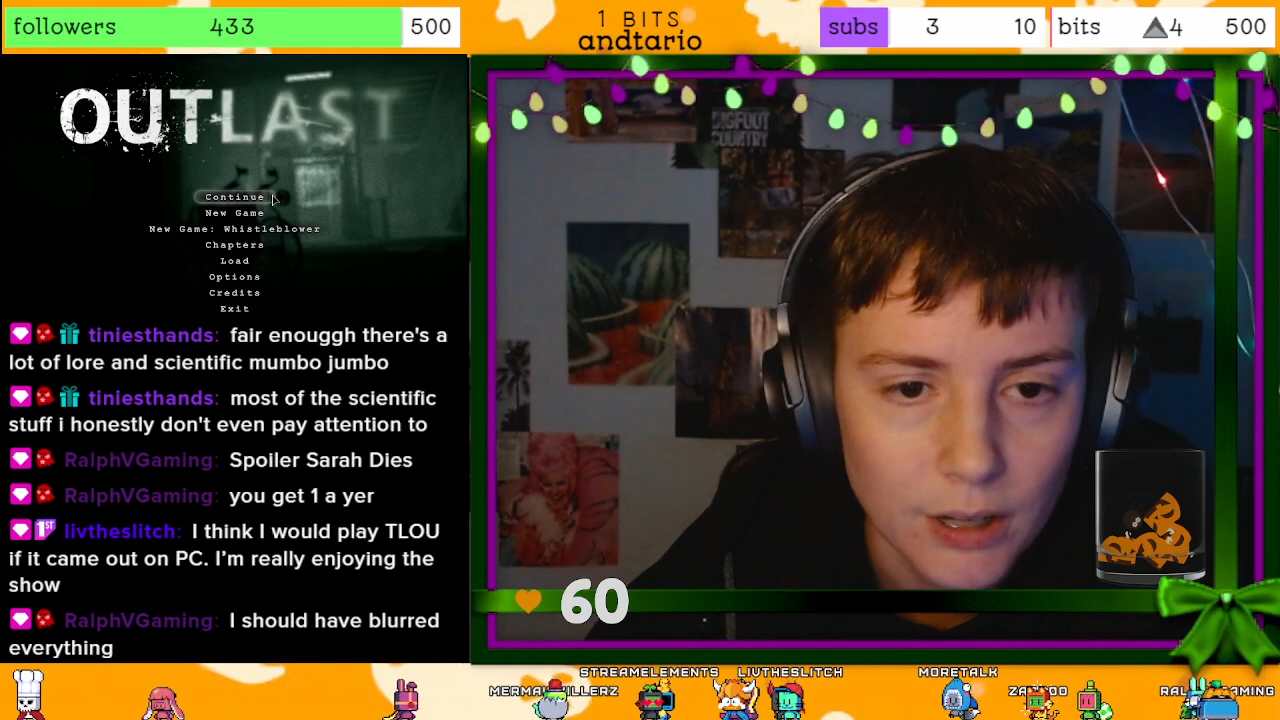 followers 433 500
1 BITS
andtario
subs 3 10
bits 4 500
OUTLAST
BIGFOOT
COUNTRY
Continue
New Game
New Game: Whistleblower
Chapters
Load
Options
Credits
Exit
tiniesthands: fair enouggh there's a
lot of lore and scientific mumbo jumbo
tiniesthands: most of the scientific
stuff i honestly don't even pay attention to
RalphVGaming: Spoiler Sarah Dies
RalphVGaming: you get 1 a yer
1ST livtheslitch: I think I would play TLOU
if it came out on PC. I'm really enjoying the
show
RalphVGaming: I should have blurred
everything
60
STREAMELEMENTS LIVTHESLITCH MORETALK